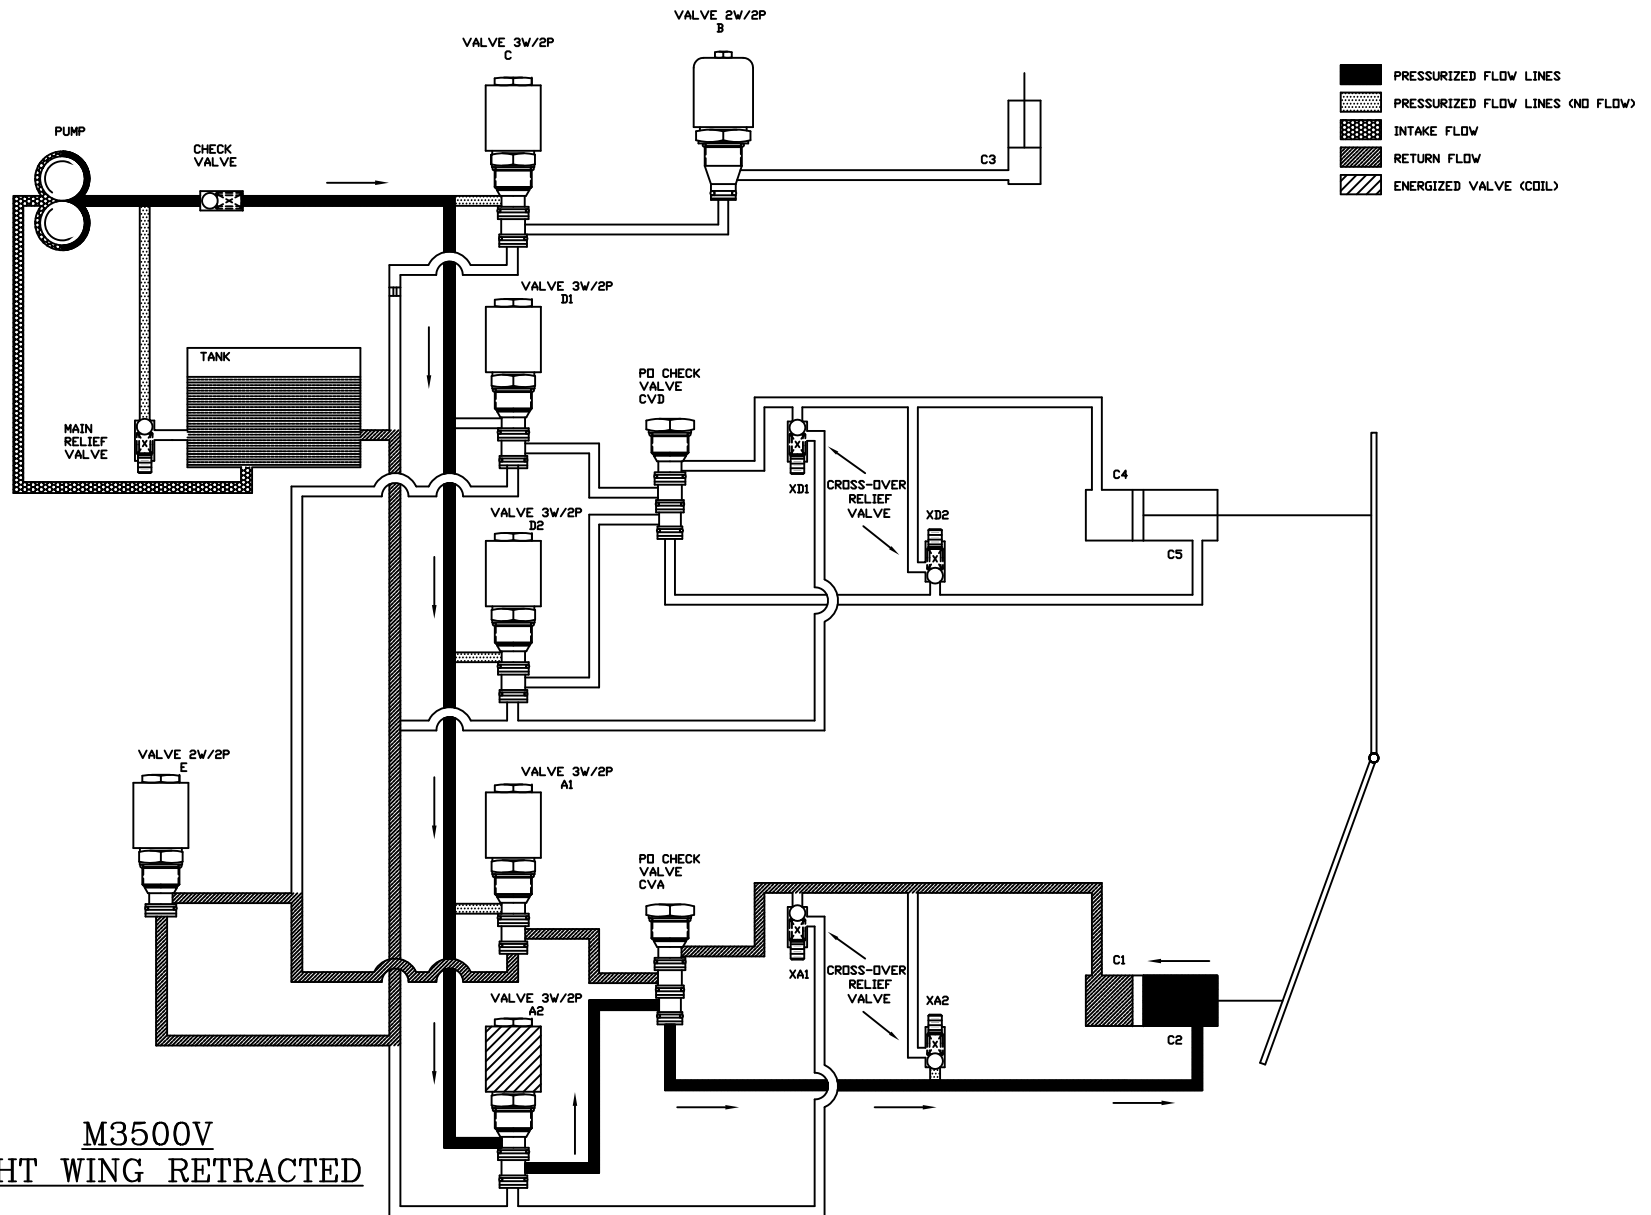 VALVE 2W/2P
B
VALVE 3W/2P
C
PUMP
CHECK
VALVE
C3
PRESSURIZED FLOW LINES
PRESSURIZED FLOW LINES (NO FLOW)
INTAKE FLOW
RETURN FLOW
ENERGIZED VALVE (COIL)
VALVE 3W/2P
D1
TANK
MAIN
RELIEF
VALVE
PO CHECK
VALVE
CVD
XD1
CROSS-OVER
RELIEF
VALVE
XD2
C4
C5
VALVE 3W/2P
D2
VALVE 2W/2P
E
VALVE 3W/2P
A1
PO CHECK
VALVE
CVA
XA1
CROSS-OVER
RELIEF
VALVE
XA2
C1
C2
VALVE 3W/2P
A2
M3500V
HT WING RETRACTED